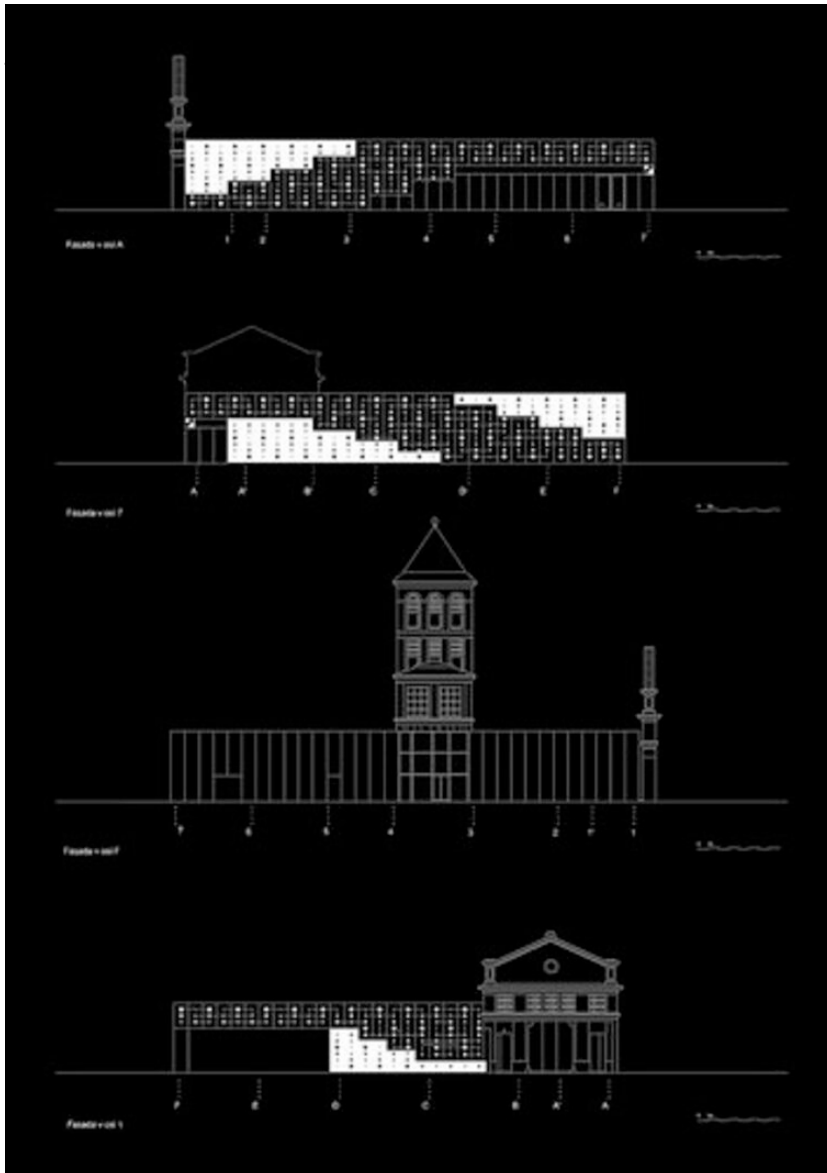 1 2 3 4 5 6 7
Fasada v osi A
A A' B' C D E F
Fasada v osi 7
7 6 5 4 3 2 1' 1
Fasada v osi F
F E D C B A' A
Fasada v osi 1